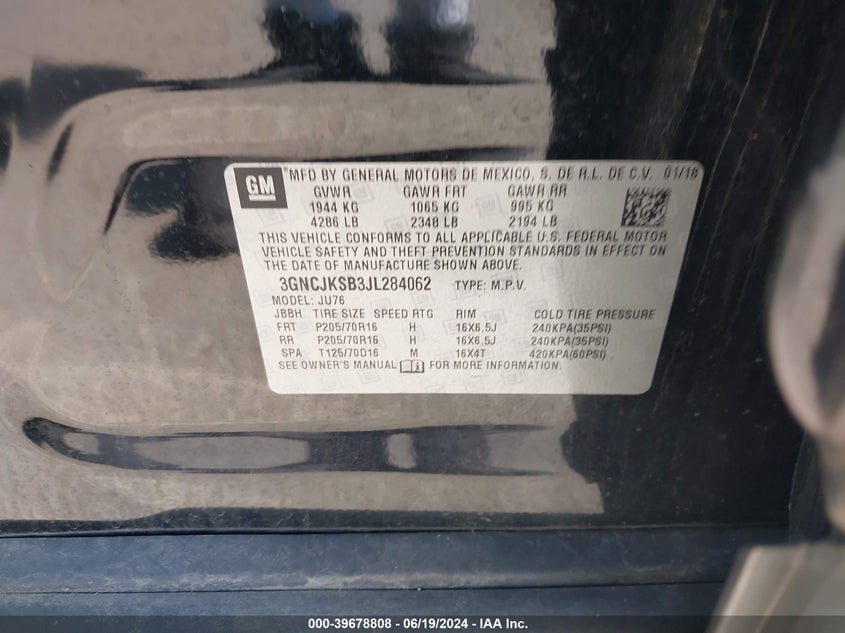 GM
MFD BY GENERAL MOTORS DE MEXICO, S. DE R.L. DE C.V. 01/18
GVWR GAWR FRT GAWR RR
1944 KG 1065 KG 995 KG
4286 LB 2348 LB 2194 LB
THIS VEHICLE CONFORMS TO ALL APPLICABLE U.S. FEDERAL MOTOR
VEHICLE SAFETY AND THEFT PREVENTION STANDARDS IN EFFECT ON
THE DATE OF MANUFACTURE SHOWN ABOVE.
3GNCJKSB3JL284062 TYPE: M.P.V.
MODEL: JU76
JBBH TIRE SIZE SPEED RTG RIM COLD TIRE PRESSURE
FRT P205/70R16 H 16X6.5J 240KPA(35PSI)
RR P205/70R16 H 16X6.5J 240KPA(35PSI)
SPA T125/70D16 M 16X4T 420KPA(60PSI)
SEE OWNER'S MANUAL FOR MORE INFORMATION.
000-39678808 - 06/19/2024 - IAA Inc.